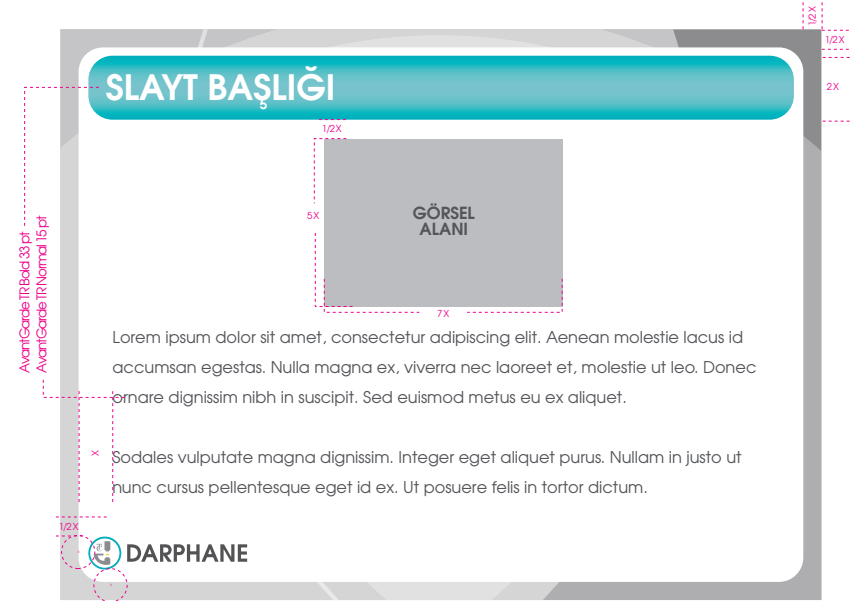 1/2X
1/2X
SLAYT BAŞLIĞI
2X
1/2X
5X
GÖRSEL
ALANI
7X
AvantGarde TR Bold 33 pt
AvantGarde TR Normal 15 pt
Lorem ipsum dolor sit amet, consectetur adipiscing elit. Aenean molestie lacus id
accumsan egestas. Nulla magna ex, viverra nec laoreet et, molestie ut leo. Donec
ornare dignissim nibh in suscipit. Sed euismod metus eu ex aliquet.
X
Sodales vulputate magna dignissim. Integer eget aliquet purus. Nullam in justo ut
nunc cursus pellentesque eget id ex. Ut posuere felis in tortor dictum.
1/2X
DARPHANE